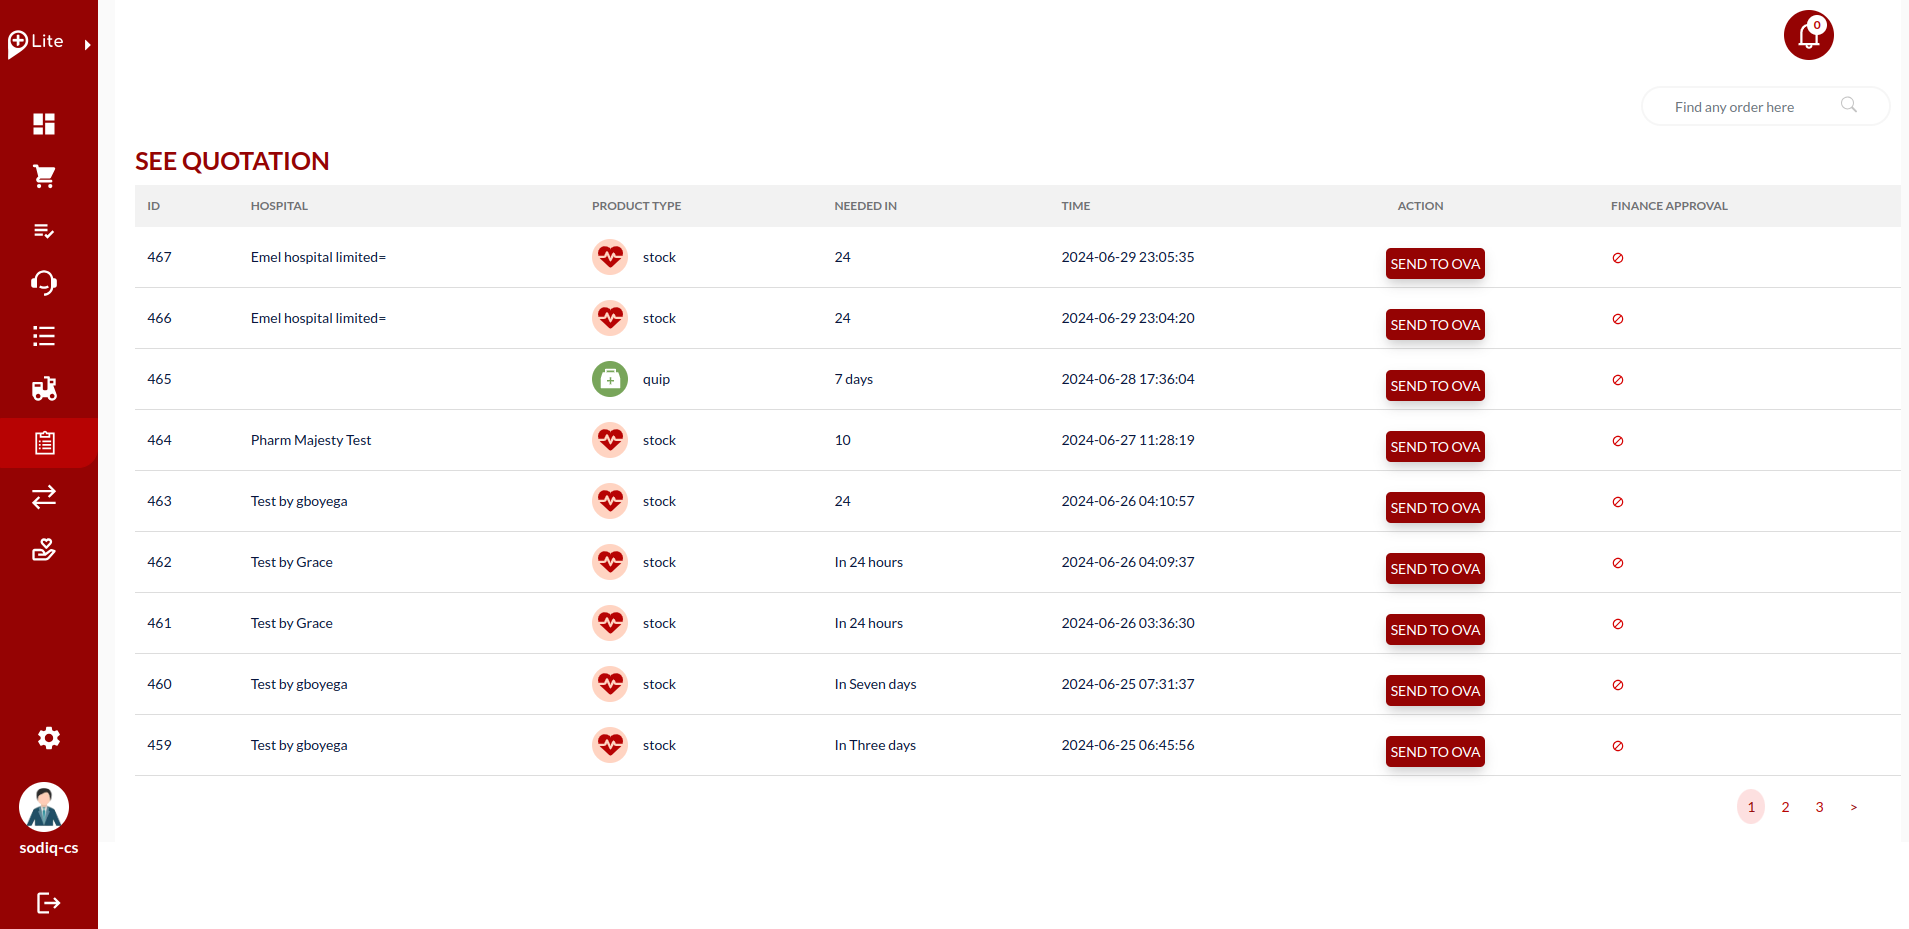 Lite
0
Find any order here
SEE QUOTATION
ID HOSPITAL PRODUCT TYPE NEEDED IN TIME ACTION FINANCE APPROVAL
467 Emel hospital limited= stock 24 2024-06-29 23:05:35 SEND TO OVA
466 Emel hospital limited= stock 24 2024-06-29 23:04:20 SEND TO OVA
465 quip 7 days 2024-06-28 17:36:04 SEND TO OVA
464 Pharm Majesty Test stock 10 2024-06-27 11:28:19 SEND TO OVA
463 Test by gboyega stock 24 2024-06-26 04:10:57 SEND TO OVA
462 Test by Grace stock In 24 hours 2024-06-26 04:09:37 SEND TO OVA
461 Test by Grace stock In 24 hours 2024-06-26 03:36:30 SEND TO OVA
460 Test by gboyega stock In Seven days 2024-06-25 07:31:37 SEND TO OVA
459 Test by gboyega stock In Three days 2024-06-25 06:45:56 SEND TO OVA
1 2 3 >
sodiq-cs